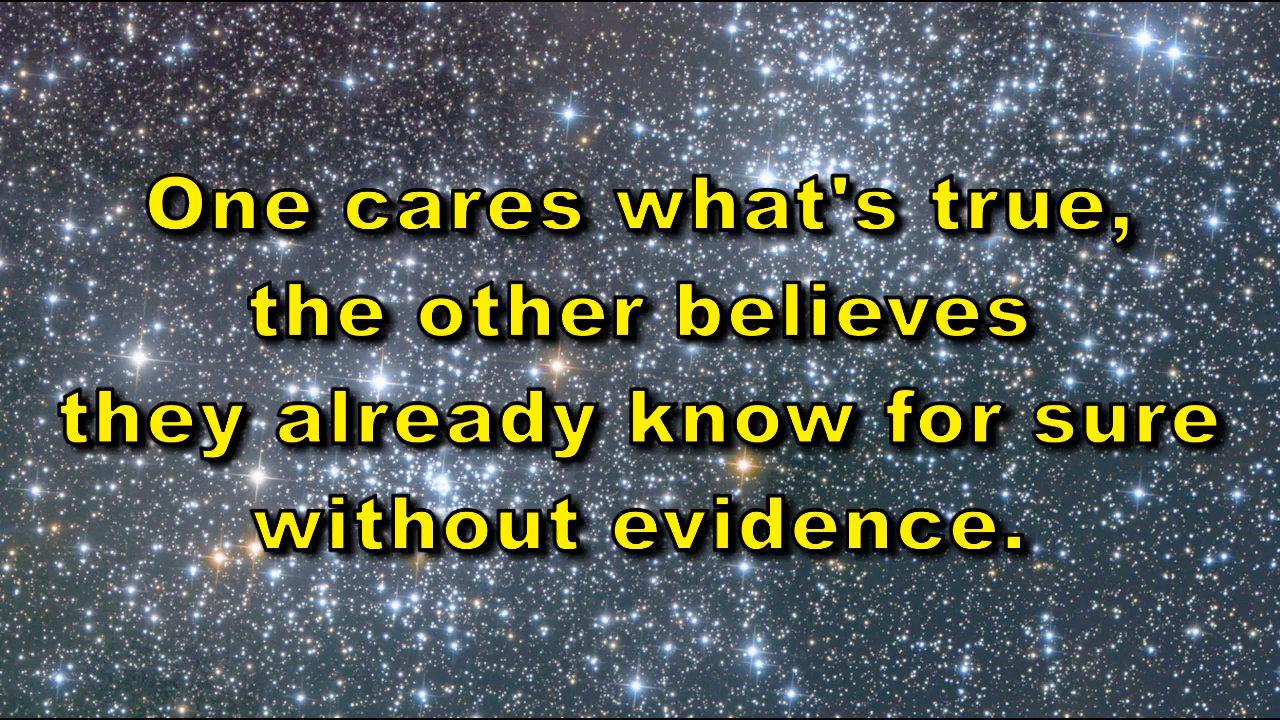 One cares what's true,
the other believes
they already know for sure
without evidence.